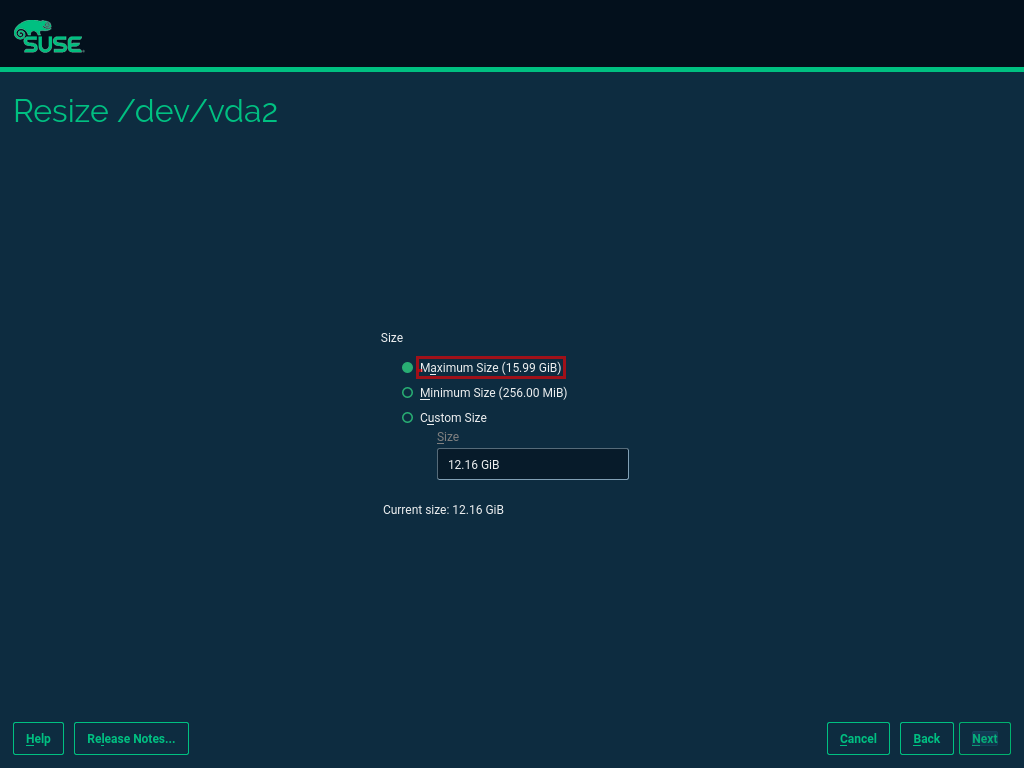 SUSE
Resize /dev/vda2
Size
Maximum Size (15.99 GiB)
Minimum Size (256.00 MiB)
Custom Size
Size
12.16 GiB
Current size: 12.16 GiB
Help
Release Notes...
Cancel
Back
Next